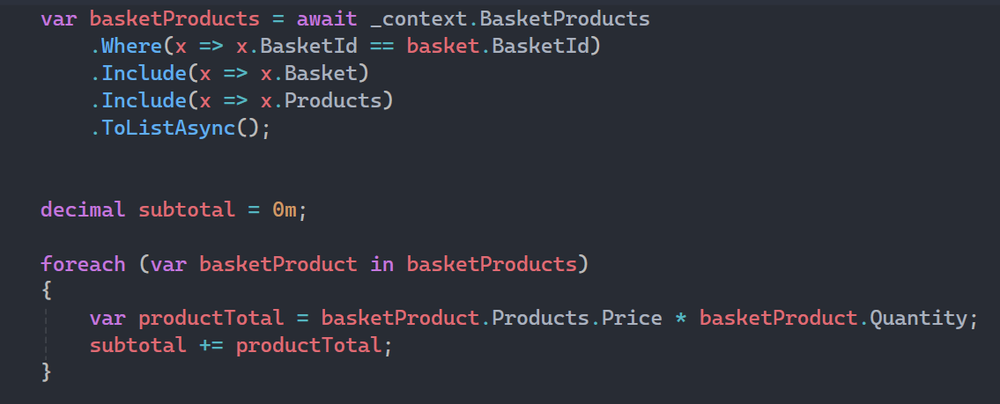 var basketProducts = await _context.BasketProducts
    .Where(x => x.BasketId == basket.BasketId)
    .Include(x => x.Basket)
    .Include(x => x.Products)
    .ToListAsync();
decimal subtotal = 0m;
foreach (var basketProduct in basketProducts)
{
    var productTotal = basketProduct.Products.Price * basketProduct.Quantity;
    subtotal += productTotal;
}